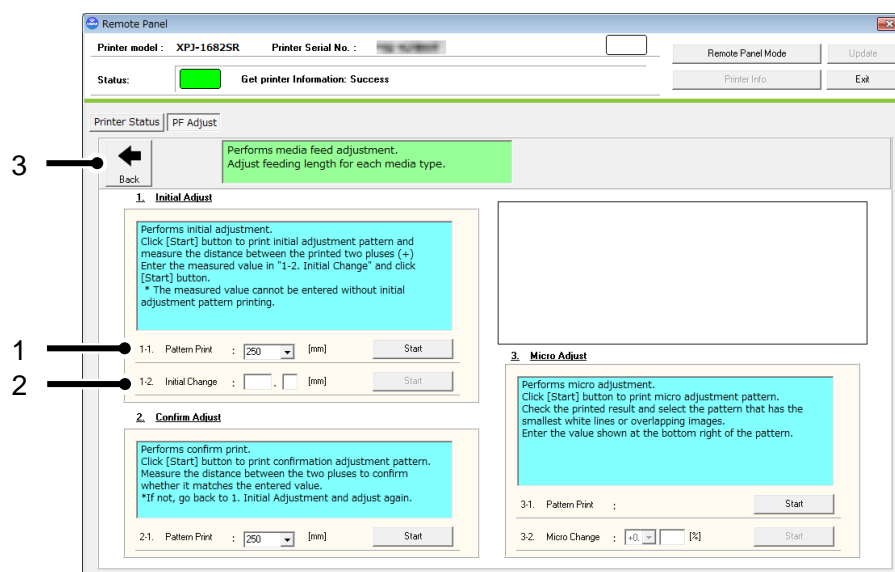 Remote Panel
Printer model : XPJ-1682SR Printer Serial No. :
Remote Panel Mode Update
Status: Get printer Information: Success
Printer Info. Exit
Printer Status PF Adjust
3
Back
Performs media feed adjustment.
Adjust feeding length for each media type.
1. Initial Adjust
Performs initial adjustment.
Click [Start] button to print initial adjustment pattern and
measure the distance between the printed two pluses (+)
Enter the measured value in "1-2. Initial Change" and click
[Start] button.
* The measured value cannot be entered without initial
adjustment pattern printing.
1
1-1. Pattern Print : 250 [mm] Start
2
1-2. Initial Change : . [mm] Start
2. Confirm Adjust
Performs confirm print.
Click [Start] button to print confirmation adjustment pattern.
Measure the distance between the two pluses to confirm
whether it matches the entered value.
*If not, go back to 1. Initial Adjustment and adjust again.
2-1. Pattern Print : 250 [mm] Start
3. Micro Adjust
Performs micro adjustment.
Click [Start] button to print micro adjustment pattern.
Check the printed result and select the pattern that has the
smallest white lines or overlapping images.
Enter the value shown at the bottom right of the pattern.
3-1. Pattern Print : Start
3-2. Micro Change : +0. [%] Start